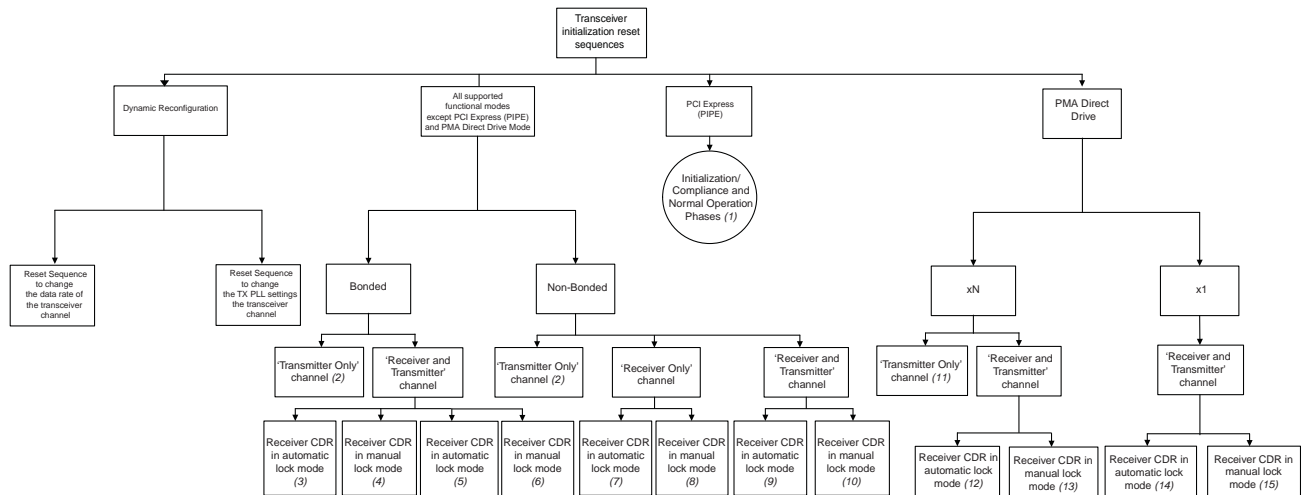 Transceiver
initialization reset
sequences
Dynamic Reconfiguration
All supported
functional modes
except PCI Express (PIPE)
and PMA Direct Drive Mode
PCI Express
(PIPE)
PMA Direct
Drive
Initialization/
Compliance and
Normal Operation
Phases (1)
Reset Sequence
to change
the data rate of
the transceiver
channel
Reset Sequence
to change
the TX PLL settings
the transceiver
channel
Bonded
Non-Bonded
xN
x1
‘Transmitter Only’
channel (2)
‘Receiver and
Transmitter’
channel
‘Transmitter Only’
channel (2)
‘Receiver Only’
channel
‘Receiver and
Transmitter’
channel
‘Transmitter Only’
channel (11)
‘Receiver and
Transmitter’
channel
‘Receiver and
Transmitter’
channel
Receiver CDR
in automatic
lock mode
(3)
Receiver CDR
in manual
lock mode
(4)
Receiver CDR
in automatic
lock mode
(5)
Receiver CDR
in manual
lock mode
(6)
Receiver CDR
in automatic
lock mode
(7)
Receiver CDR
in manual
lock mode
(8)
Receiver CDR
in automatic
lock mode
(9)
Receiver CDR
in manual
lock mode
(10)
Receiver CDR in
automatic lock
mode (12)
Receiver CDR in
manual lock
mode (13)
Receiver CDR in
automatic lock
mode (14)
Receiver CDR in
manual lock
mode (15)